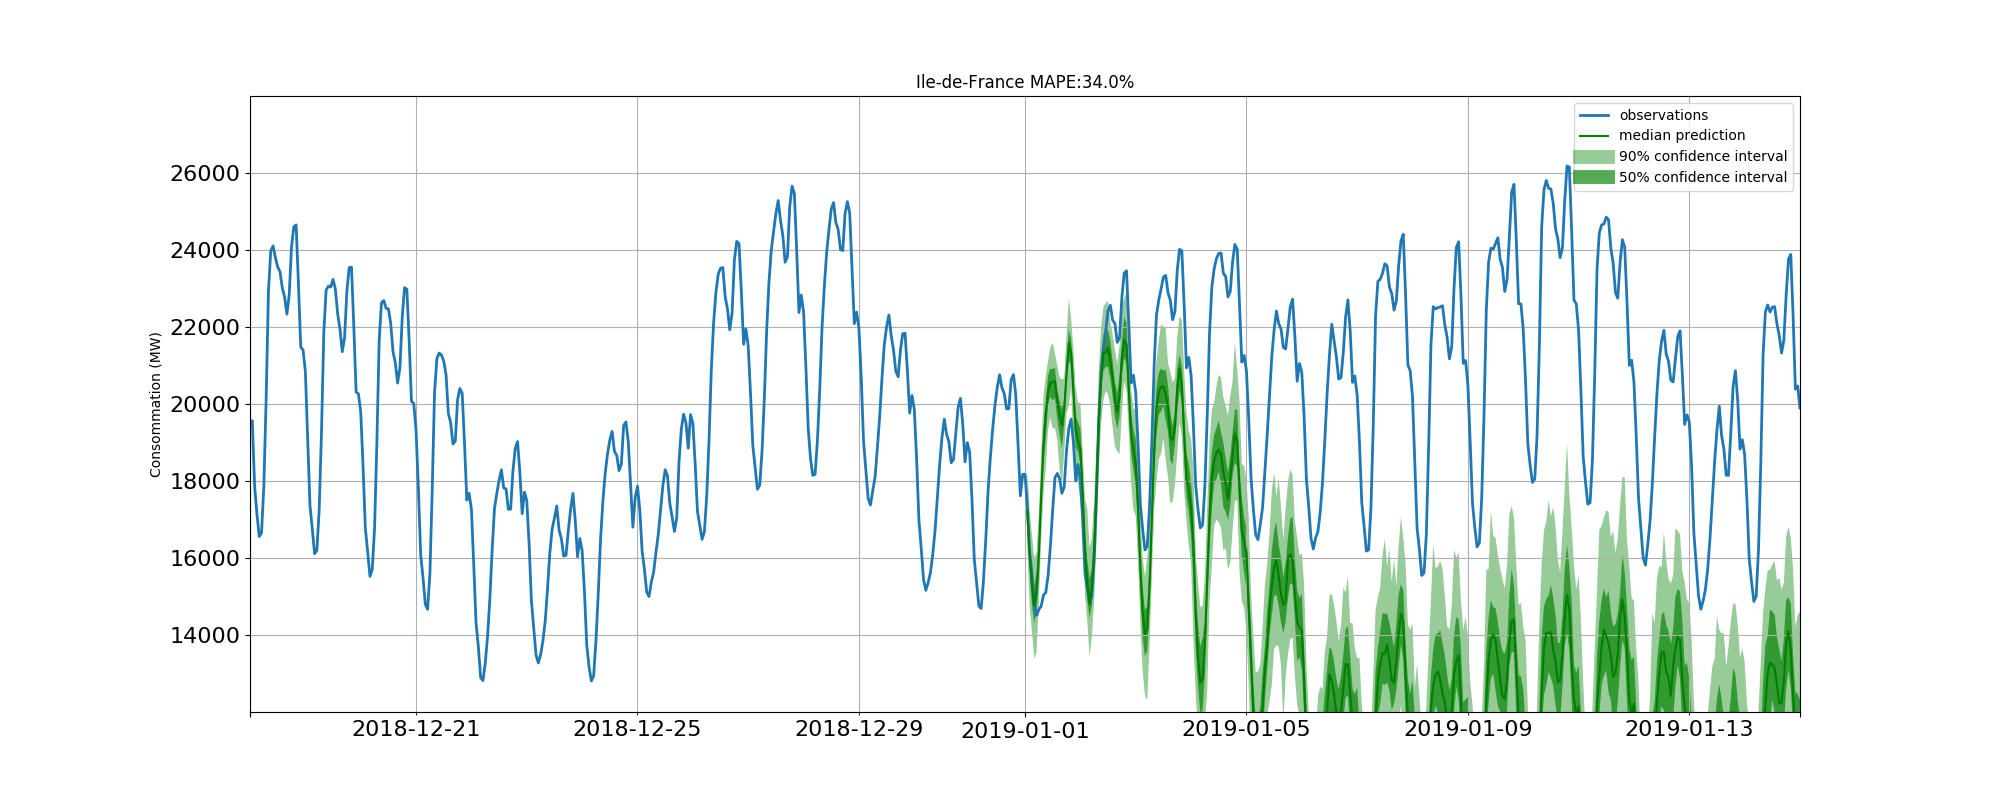 Ile-de-France MAPE:34.0%
observations
median prediction
90% confidence interval
50% confidence interval
Consommation (MW)
26000
24000
22000
20000
18000
16000
14000
2018-12-21 2018-12-25 2018-12-29 2019-01-01 2019-01-05 2019-01-09 2019-01-13